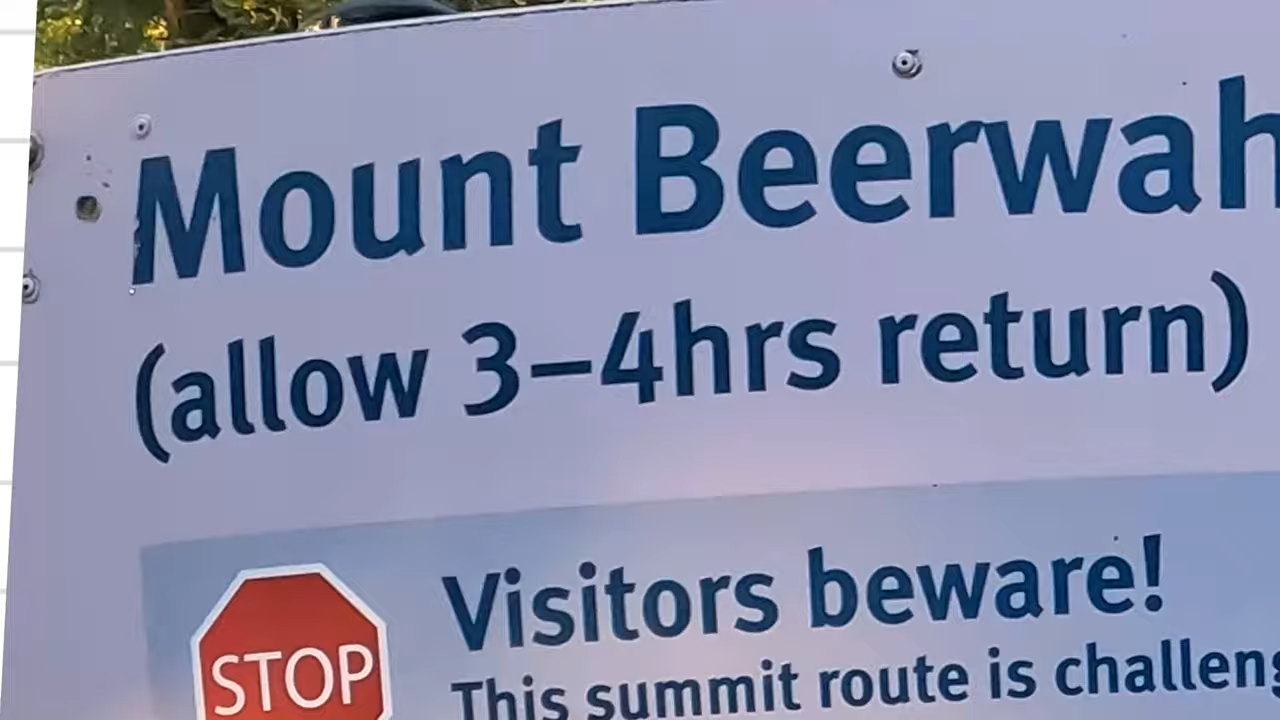 Mount Beerwah
(allow 3–4hrs return)
Visitors beware!
STOP
This summit route is challeng